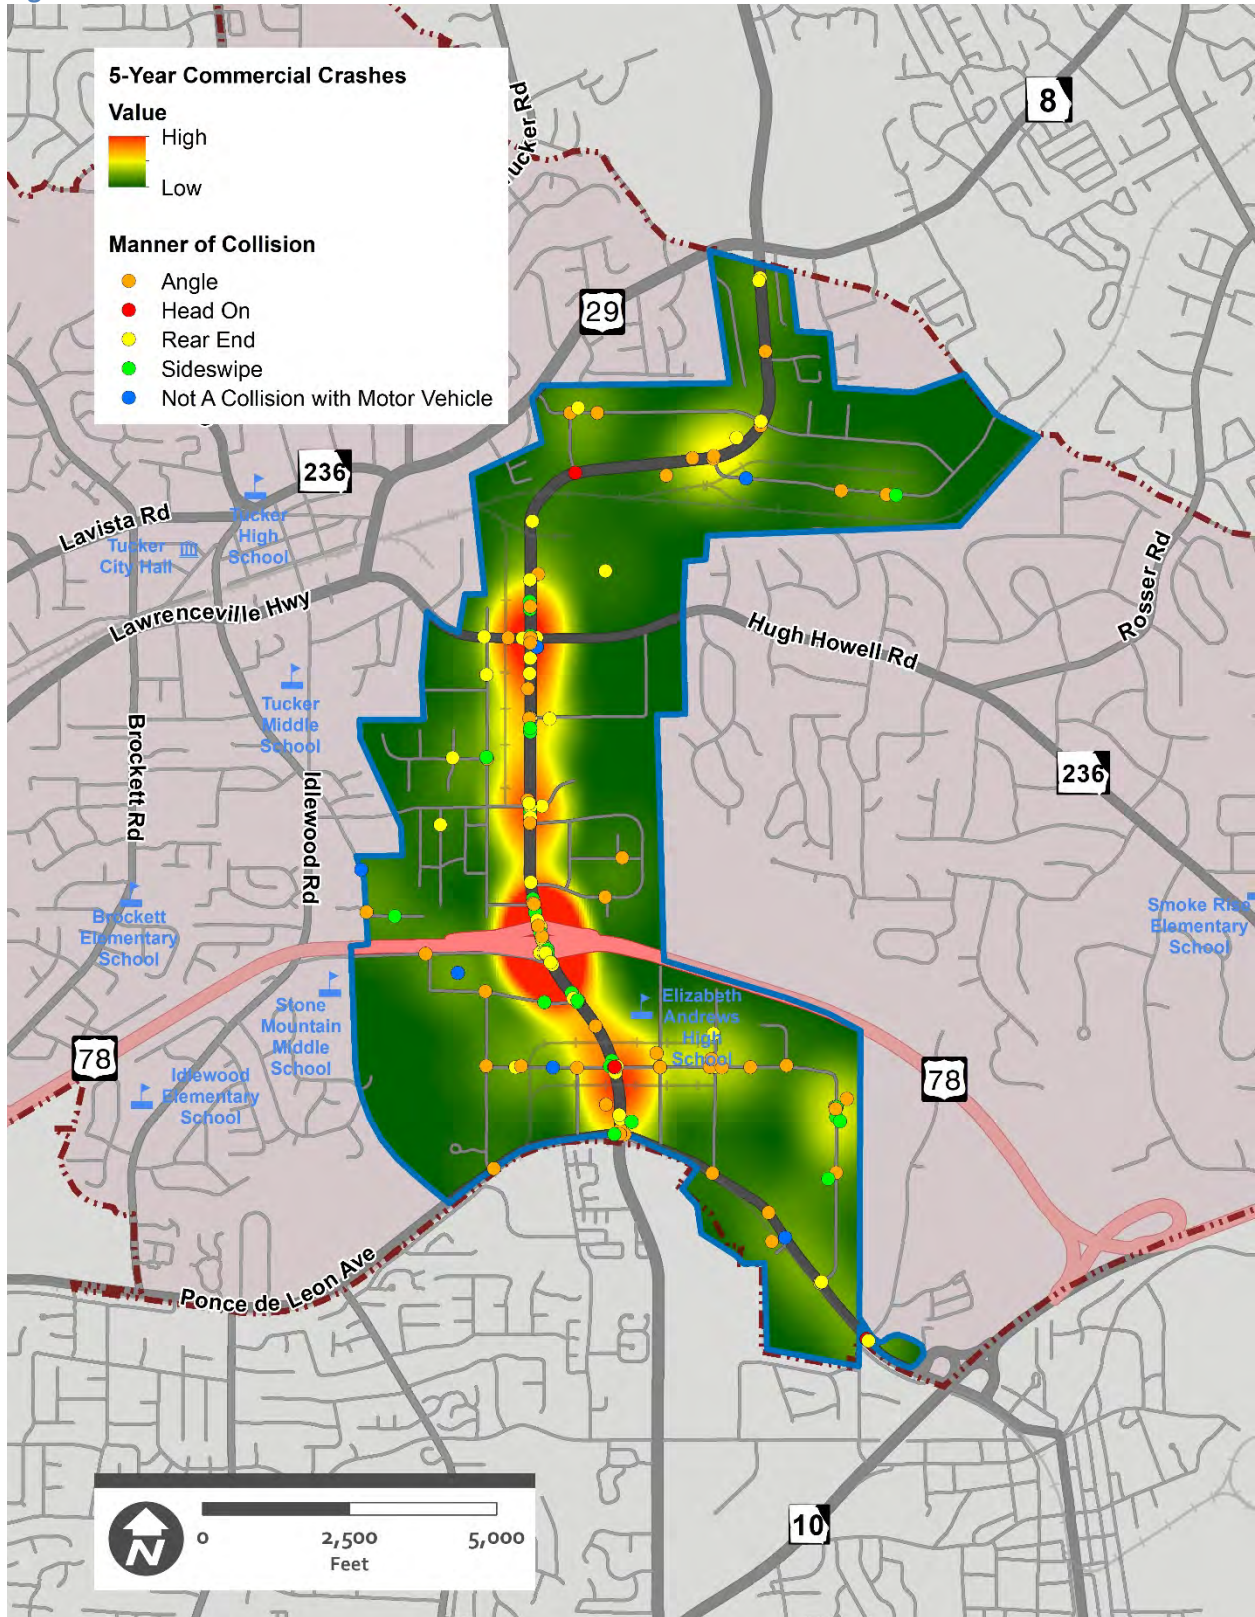 5-Year Commercial Crashes
Value
High
Low
Manner of Collision
Angle
Head On
Rear End
Sideswipe
Not A Collision with Motor Vehicle
Tucker Rd
8
29
236
Lavista Rd
Tucker
High
School
Tucker
City Hall
Lawrenceville Hwy
Hugh Howell Rd
Rosser Rd
Tucker
Middle
School
Brockett Rd
Idlewood Rd
236
Brockett
Elementary
School
Smoke Rise
Elementary
School
Stone
Mountain
Middle
School
Elizabeth
Andrews
High
School
78
Idlewood
Elementary
School
78
Ponce de Leon Ave
10
N
0
2,500
5,000
Feet